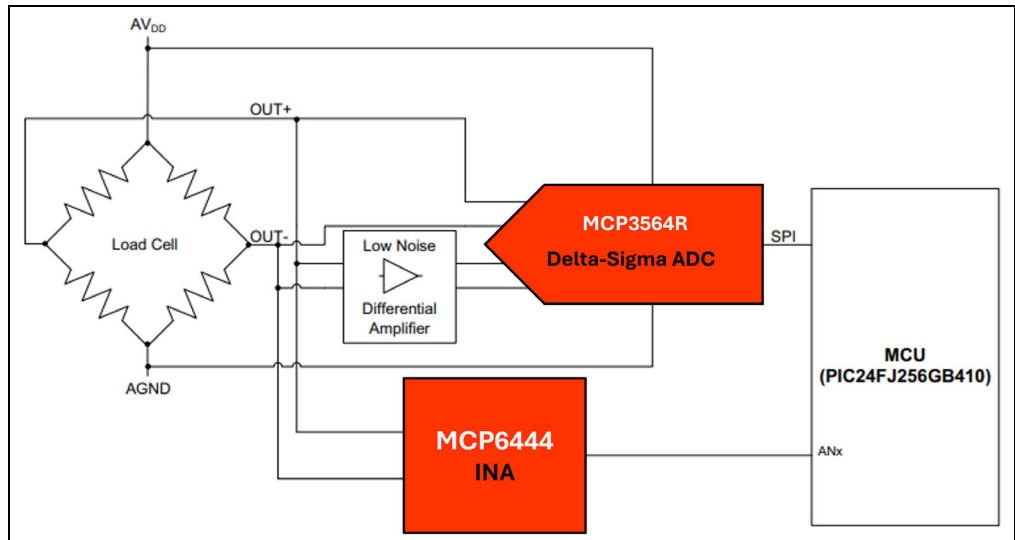 AVDD
OUT+
Load Cell
OUT-
Low Noise
Differential
Amplifier
MCP3564R
Delta-Sigma ADC
SPI
MCU
(PIC24FJ256GB410)
AGND
MCP6444
INA
ANx